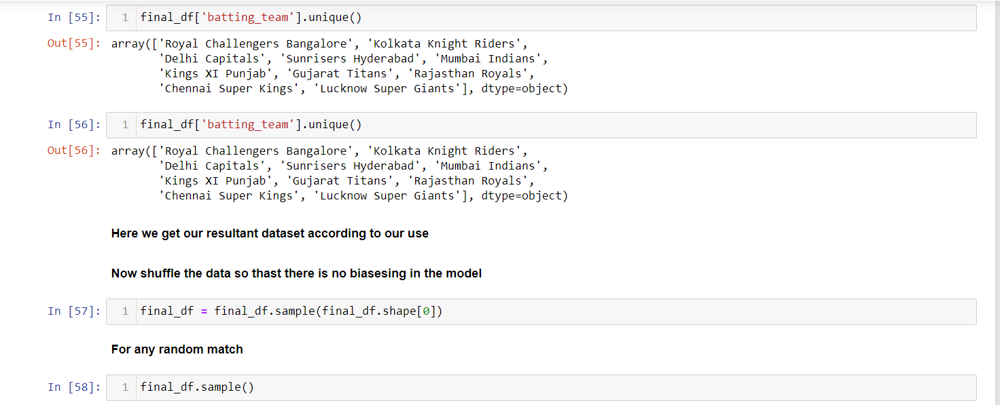 In [55]: 1 final_df['batting_team'].unique()
Out[55]: array(['Royal Challengers Bangalore', 'Kolkata Knight Riders',
'Delhi Capitals', 'Sunrisers Hyderabad', 'Mumbai Indians',
'Kings XI Punjab', 'Gujarat Titans', 'Rajasthan Royals',
'Chennai Super Kings', 'Lucknow Super Giants'], dtype=object)
In [56]: 1 final_df['batting_team'].unique()
Out[56]: array(['Royal Challengers Bangalore', 'Kolkata Knight Riders',
'Delhi Capitals', 'Sunrisers Hyderabad', 'Mumbai Indians',
'Kings XI Punjab', 'Gujarat Titans', 'Rajasthan Royals',
'Chennai Super Kings', 'Lucknow Super Giants'], dtype=object)
Here we get our resultant dataset according to our use
Now shuffle the data so thast there is no biasesing in the model
In [57]: 1 final_df = final_df.sample(final_df.shape[0])
For any random match
In [58]: 1 final_df.sample()